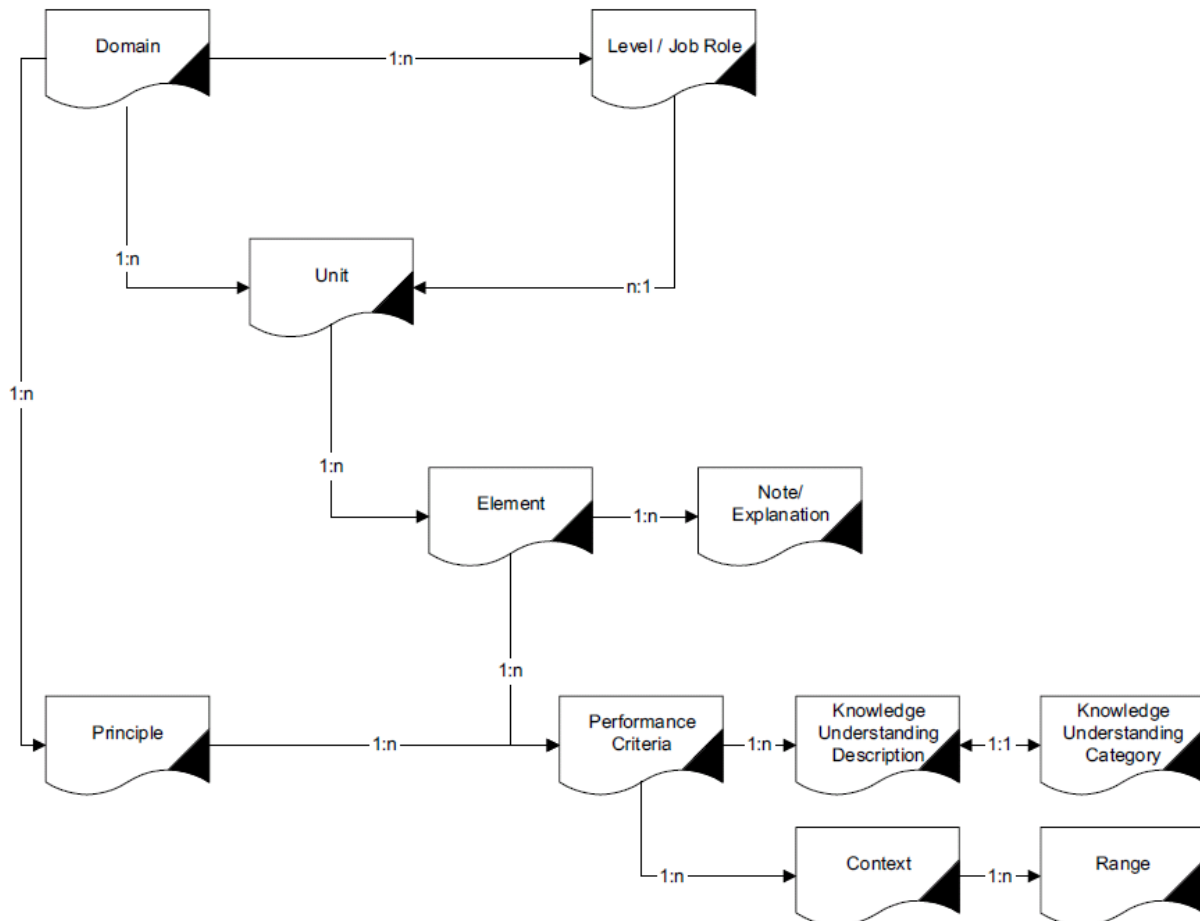 Domain
1:n
Level / Job Role
1:n
Unit
n:1
1:n
1:n
Element
1:n
Note/
Explanation
1:n
Principle
1:n
Performance
Criteria
1:n
Knowledge
Understanding
Description
1:1
Knowledge
Understanding
Category
1:n
Context
1:n
Range